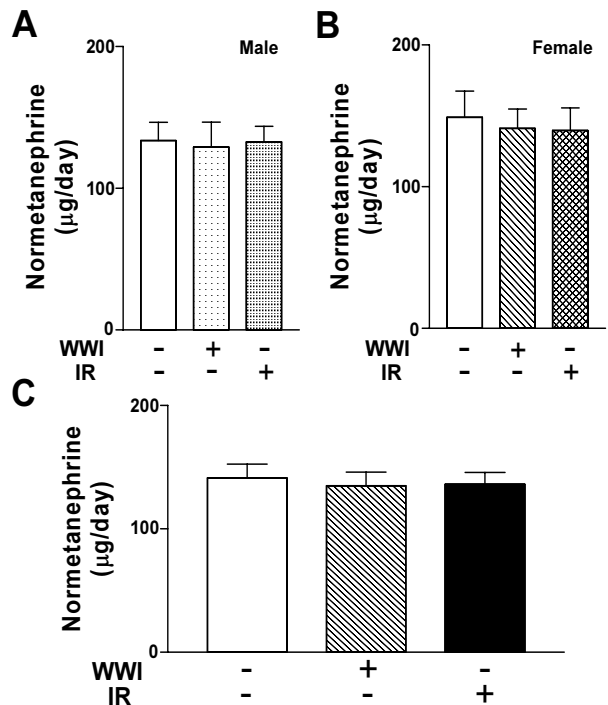 A
Male
Normetanephrine
(µg/day)
200
100
0
WWI - + -
IR - - +
B
Female
Normetanephrine
(µg/day)
200
100
0
WWI - + -
IR - - +
C
Normetanephrine
(µg/day)
200
100
0
WWI - + -
IR - - +